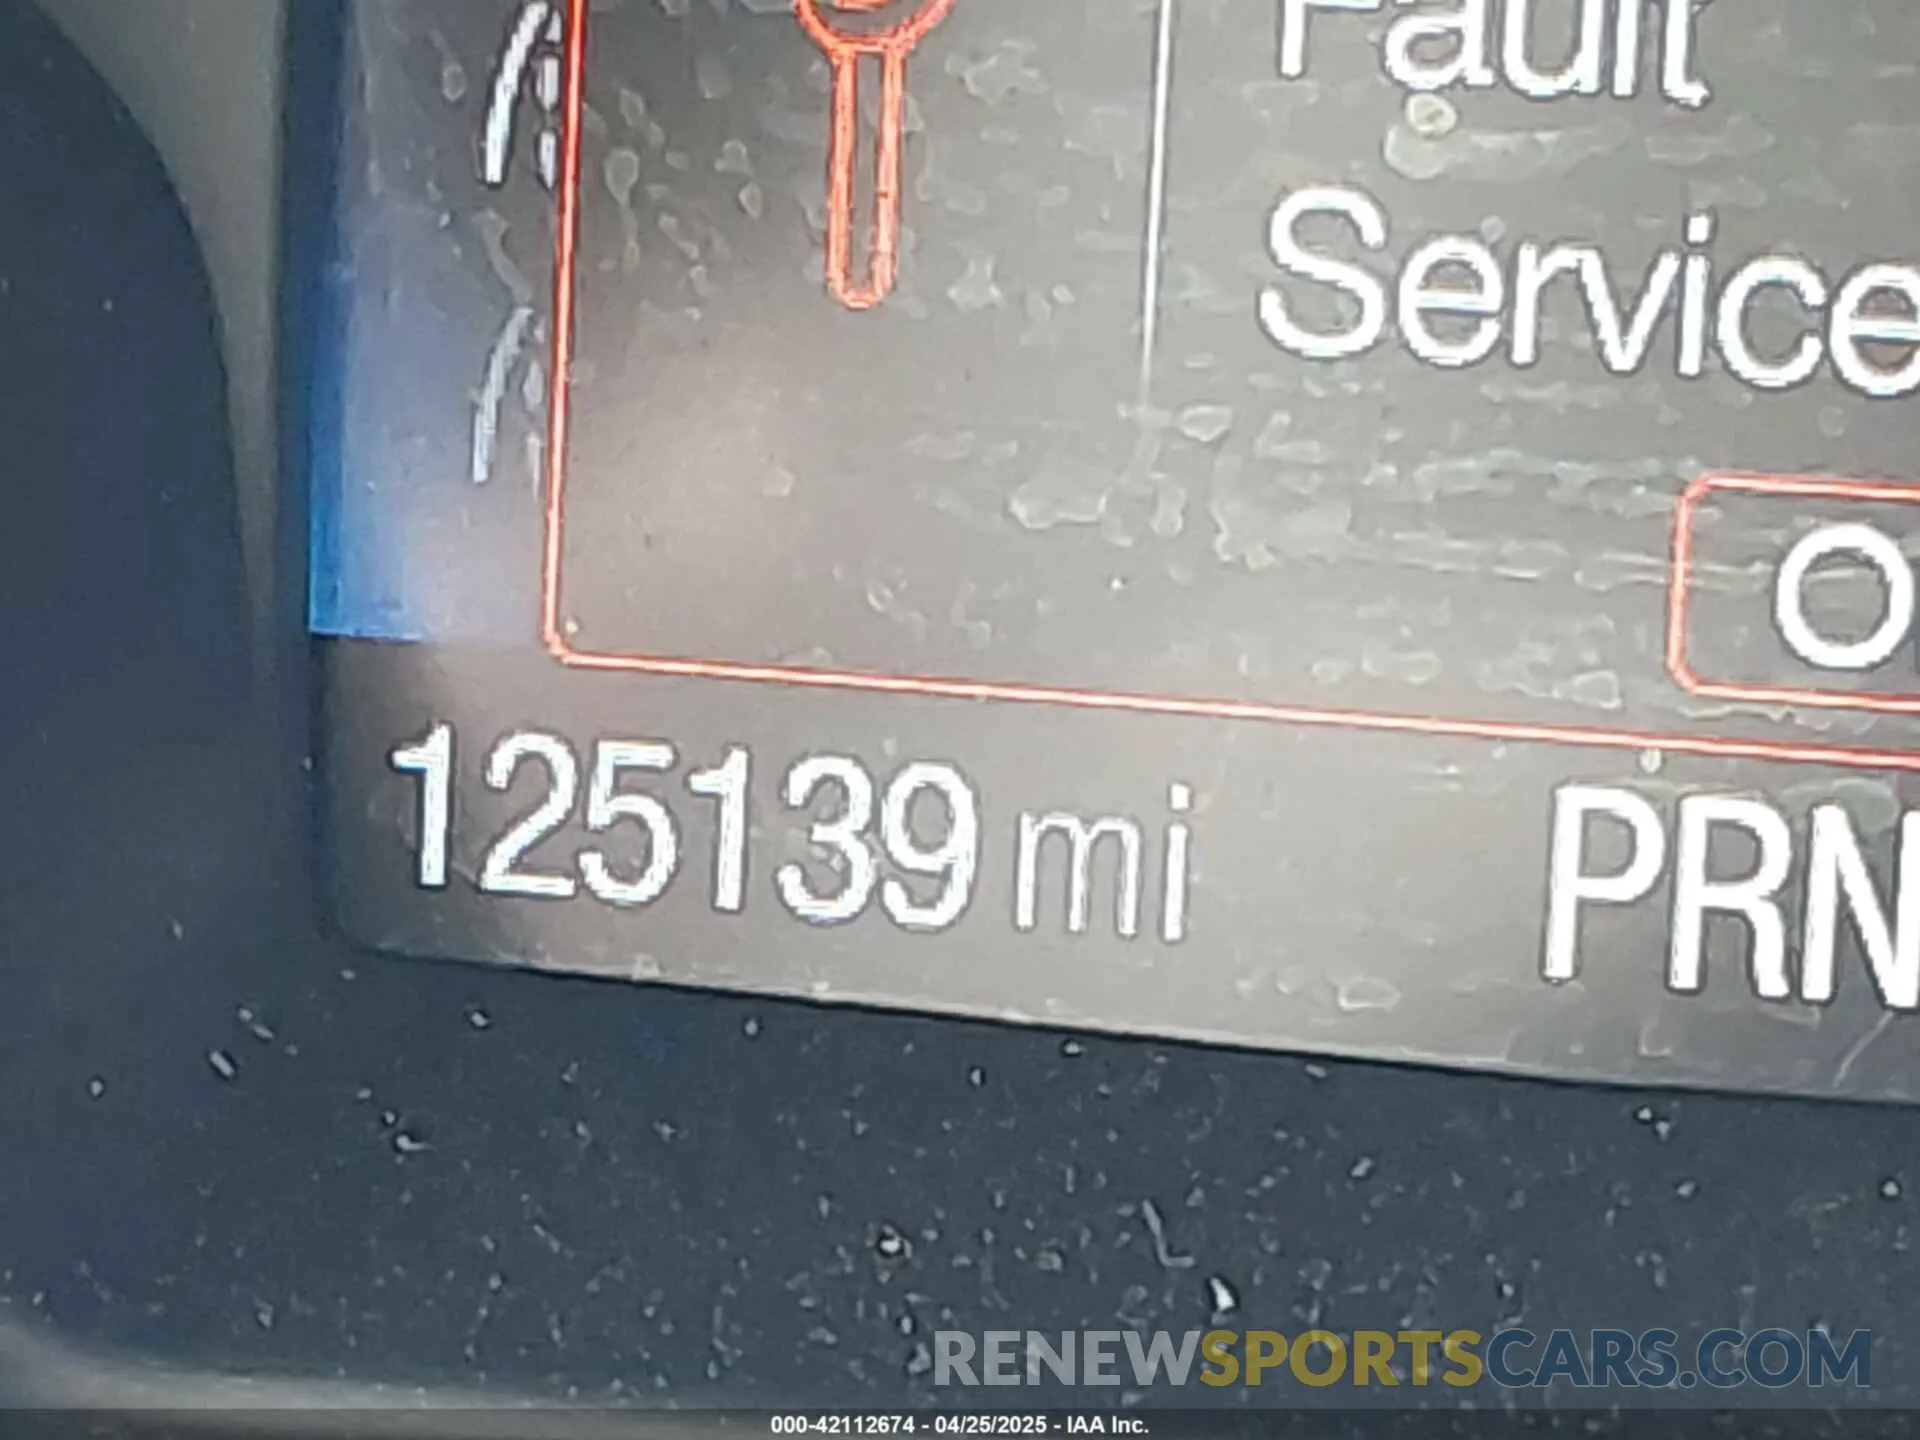 Fault
Service
O
125139 mi
PRN
RENEWSPORTSCARS.COM
000-42112674 - 04/25/2025 - IAA Inc.